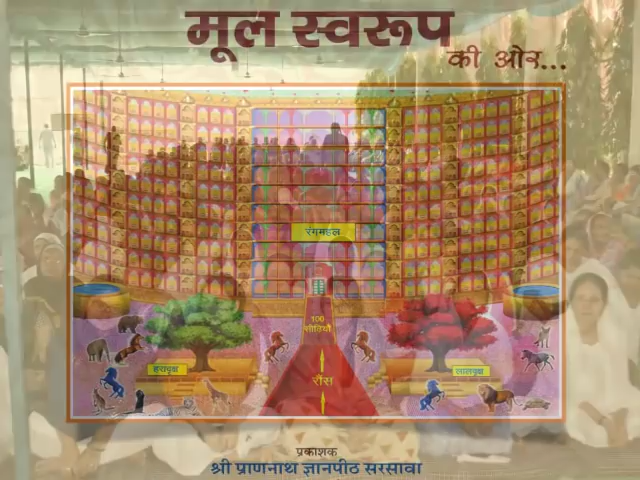 मूल स्वरूप
की ओर...
रंगमहल
100
सीढ़ियाँ
हरावृक्ष
लालवृक्ष
रौंस
प्रकाशक
श्री प्राणनाथ ज्ञानपीठ सरसावा